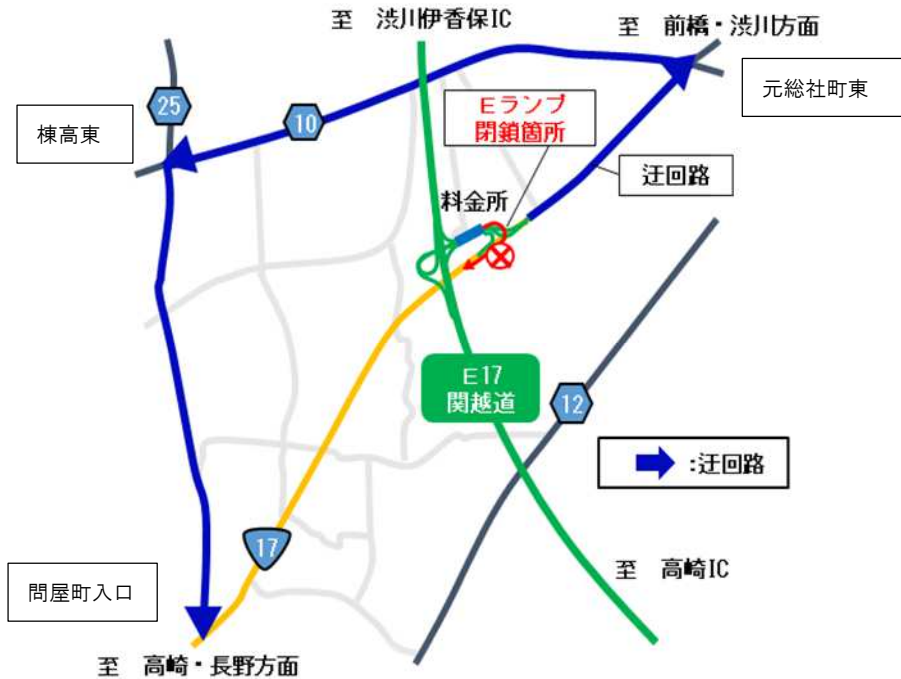 至 渋川伊香保IC
至 前橋・渋川方面
元総社町東
25
10
棟高東
Eランプ
閉鎖箇所
迂回路
料金所
E17
関越道
12
:迂回路
17
至 高崎IC
問屋町入口
至 高崎・長野方面